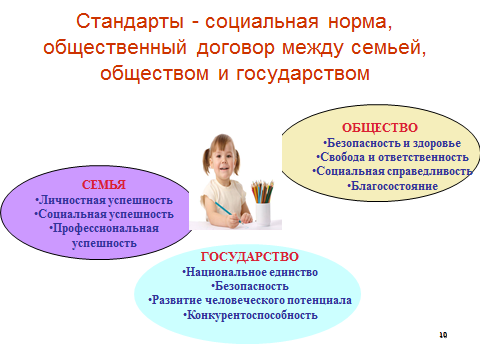 Стандарты - социальная норма,
общественный договор между семьей,
обществом и государством
ОБЩЕСТВО
•Безопасность и здоровье
•Свобода и ответственность
•Социальная справедливость
•Благосостояние
СЕМЬЯ
•Личностная успешность
•Социальная успешность
•Профессиональная
успешность
ГОСУДАРСТВО
•Национальное единство
•Безопасность
•Развитие человеческого потенциала
•Конкурентоспособность